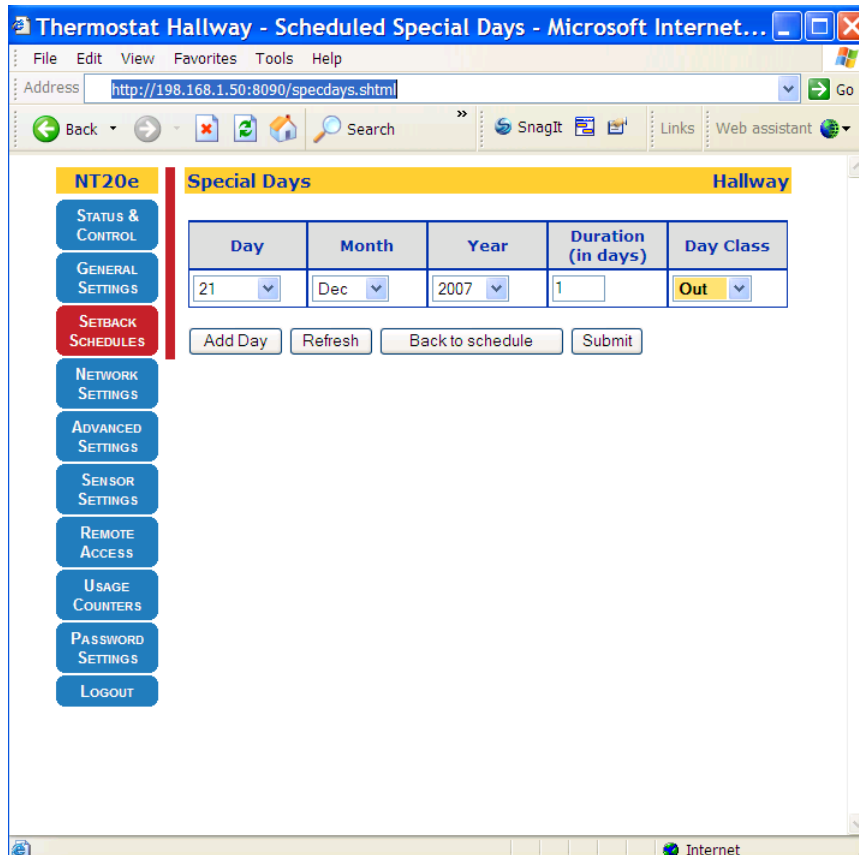 Thermostat Hallway - Scheduled Special Days - Microsoft Internet...
File Edit View Favorites Tools Help
Address http://198.168.1.50:8090/specdays.shtml Go
Back Search » SnagIt Links Web assistant
NT20e Special Days Hallway
STATUS & CONTROL
GENERAL SETTINGS
SETBACK SCHEDULES
NETWORK SETTINGS
ADVANCED SETTINGS
SENSOR SETTINGS
REMOTE ACCESS
USAGE COUNTERS
PASSWORD SETTINGS
LOGOUT
Day Month Year Duration (in days) Day Class
21 Dec 2007 1 Out
Add Day Refresh Back to schedule Submit
Internet